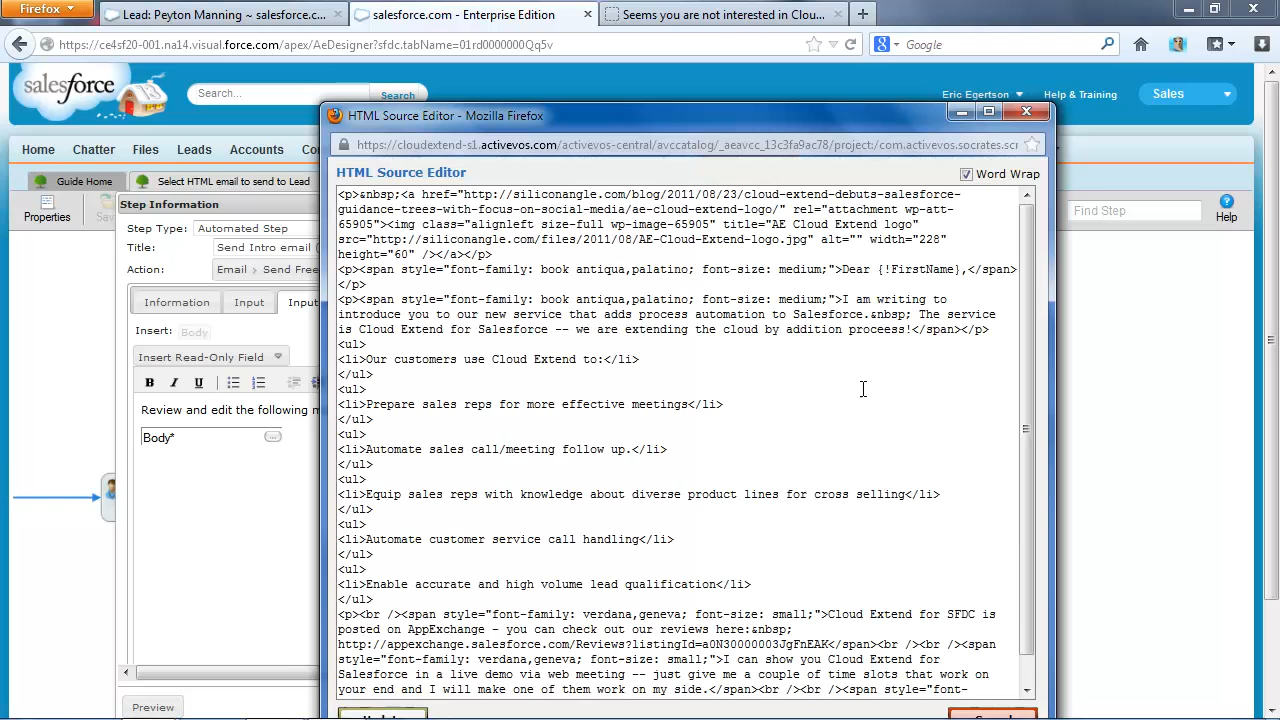 Firefox
Lead: Peyton Manning ~ salesforce.c...
salesforce.com - Enterprise Edition
Seems you are not interested in Clou...
https://ce4sf20-001.na14.visual.force.com/apex/AeDesigner?sfdc.tabName=01rd0000000Qq5v
Google
salesforce
Search...
Search
Eric Egertson
Help & Training
Sales
HTML Source Editor - Mozilla Firefox
Home
Chatter
Files
Leads
Accounts
https://cloudextend-s1.activevos.com/activevos-central/avccatalog/_aeavcc_13c3fa9ac78/project:/com.activevos.socrates.scr
Guide Home
Select HTML email to send to Lead
HTML Source Editor
Word Wrap
Properties
Step Information
Find Step
Help
Step Type:
Automated Step
Title:
Send Intro email (
Action:
Email > Send Free
Information
Input
Input
Insert:
Body
Insert Read-Only Field
B I U
Review and edit the following m
Body*
Preview
<p>&nbsp;<a href="http://siliconangle.com/blog/2011/08/23/cloud-extend-debuts-salesforce-
guidance-trees-with-focus-on-social-media/ae-cloud-extend-logo/" rel="attachment wp-att-
65905"><img class="alignleft size-full wp-image-65905" title="AE Cloud Extend logo"
src="http://siliconangle.com/files/2011/08/AE-Cloud-Extend-logo.jpg" alt="" width="228"
height="60" /></a></p>
<p><span style="font-family: book antiqua,palatino; font-size: medium;">Dear {!FirstName},</span>
</p>
<p><span style="font-family: book antiqua,palatino; font-size: medium;">I am writing to
introduce you to our new service that adds process automation to Salesforce.&nbsp; The service
is Cloud Extend for Salesforce -- we are extending the cloud by addition proceess!</span></p>
<ul>
<li>Our customers use Cloud Extend to:</li>
</ul>
<ul>
<li>Prepare sales reps for more effective meetings</li>
</ul>
<ul>
<li>Automate sales call/meeting follow up.</li>
</ul>
<ul>
<li>Equip sales reps with knowledge about diverse product lines for cross selling</li>
</ul>
<ul>
<li>Automate customer service call handling</li>
</ul>
<ul>
<li>Enable accurate and high volume lead qualification</li>
</ul>
<p><br /><span style="font-family: verdana,geneva; font-size: small;">Cloud Extend for SFDC is
posted on AppExchange - you can check out our reviews here:&nbsp;
http://appexchange.salesforce.com/Reviews?listingId=a0N30000003JgFnEAK</span><br /><br /><span
style="font-family: verdana,geneva; font-size: small;">I can show you Cloud Extend for
Salesforce in a live demo via web meeting -- just give me a couple of time slots that work on
your end and I will make one of them work on my side.</span><br /><br /><span style="font-